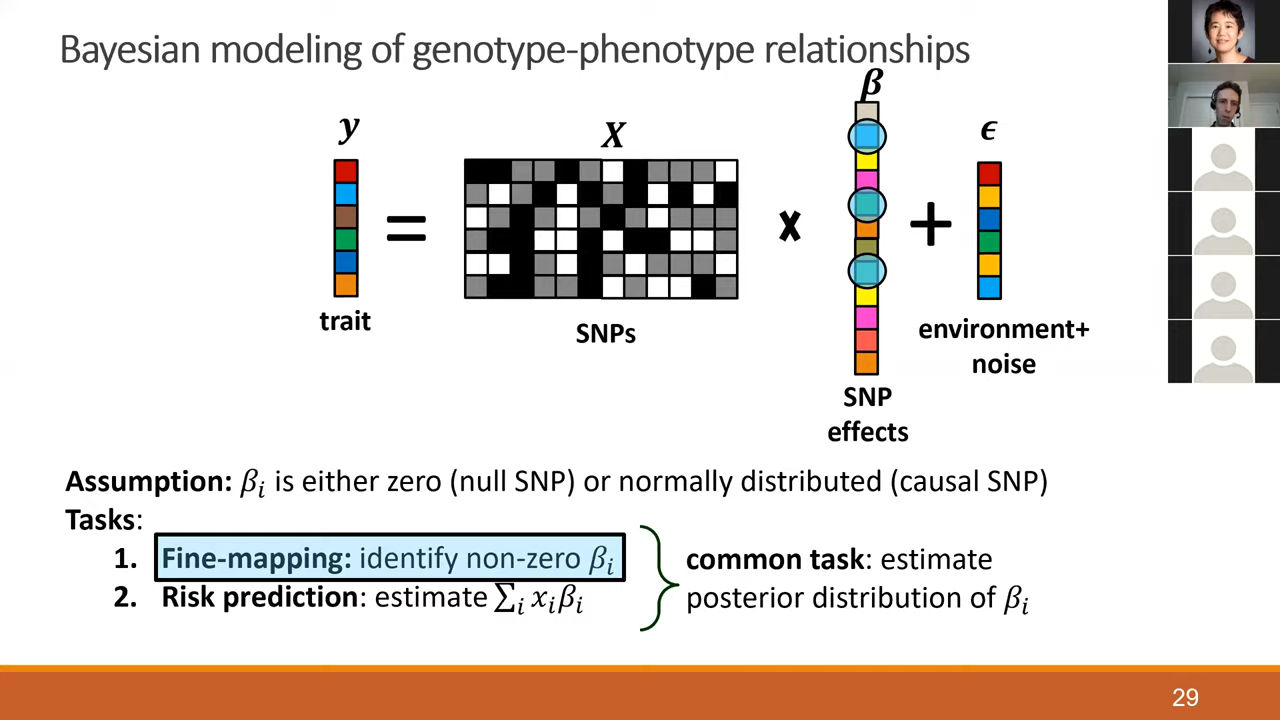 Bayesian modeling of genotype-phenotype relationships
y = X × β + ϵ
trait
SNPs
SNP
effects
environment+
noise
Assumption: βᵢ is either zero (null SNP) or normally distributed (causal SNP)
Tasks:
1. Fine-mapping: identify non-zero βᵢ
2. Risk prediction: estimate ∑ᵢ xᵢβᵢ
common task: estimate
posterior distribution of βᵢ
29